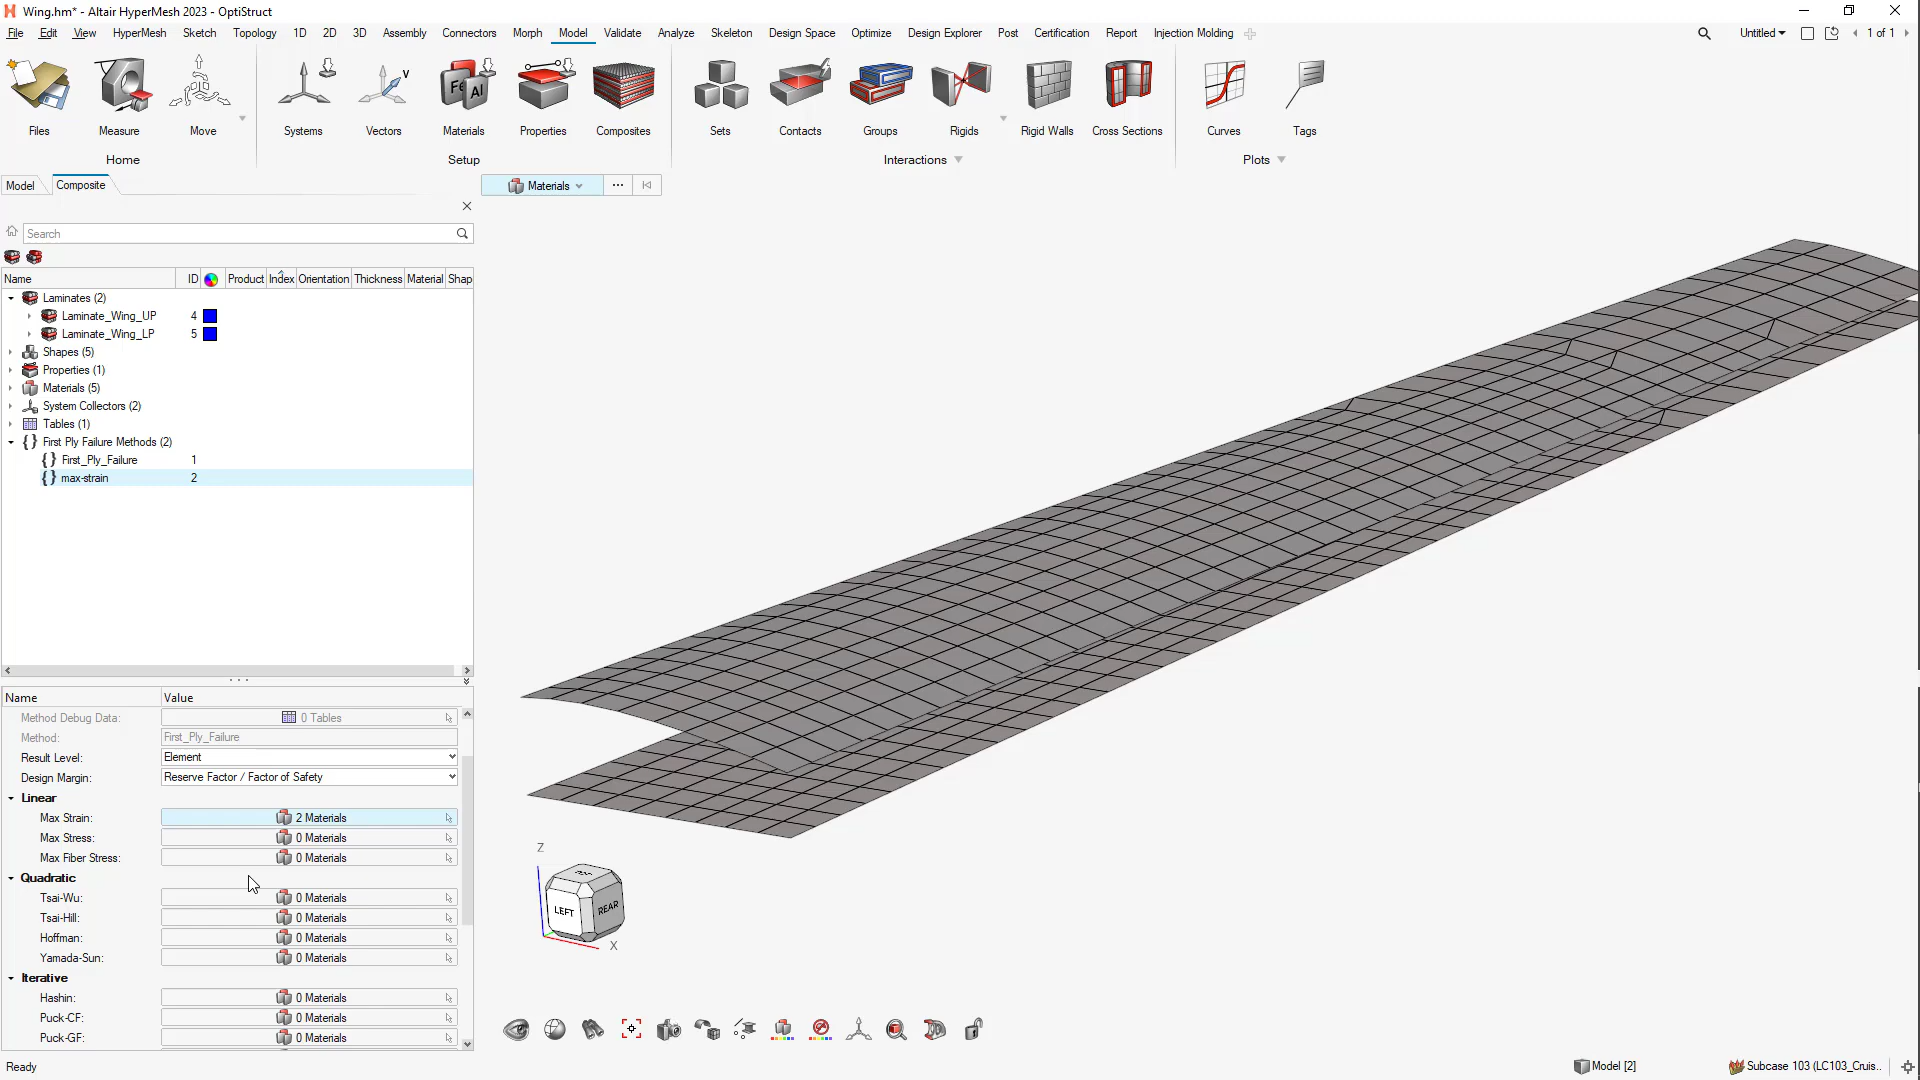 Wing.hm* - Altair HyperMesh 2023 - OptiStruct
File Edit View HyperMesh Sketch Topology 1D 2D 3D Assembly Connectors Morph Model Validate Analyze Skeleton Design Space Optimize Design Explorer Post Certification Report Injection Molding Untitled 1 of 1
Files Measure Move Systems Vectors Materials Properties Composites Sets Contacts Groups Rigids Rigid Walls Cross Sections Curves Tags
Home Setup Interactions Plots
Model Composite Materials
Search
Name ID Product Index Orientation Thickness Material Shap
Laminates (2)
Laminate_Wing_UP 4
Laminate_Wing_LP 5
Shapes (5)
Properties (1)
Materials (5)
System Collectors (2)
Tables (1)
First Ply Failure Methods (2)
First_Ply_Failure 1
max-strain 2
Name Value
Method Debug Data: 0 Tables
Method: First_Ply_Failure
Result Level: Element
Design Margin: Reserve Factor / Factor of Safety
Linear
Max Strain: 2 Materials
Max Stress: 0 Materials
Max Fiber Stress: 0 Materials
Quadratic
Tsai-Wu: 0 Materials
Tsai-Hill: 0 Materials
Hoffman: 0 Materials
Yamada-Sun: 0 Materials
Iterative
Hashin: 0 Materials
Puck-CF: 0 Materials
Puck-GF: 0 Materials
Z
LEFT REAR
X
Ready Model [2] Subcase 103 (LC103_Cruis..